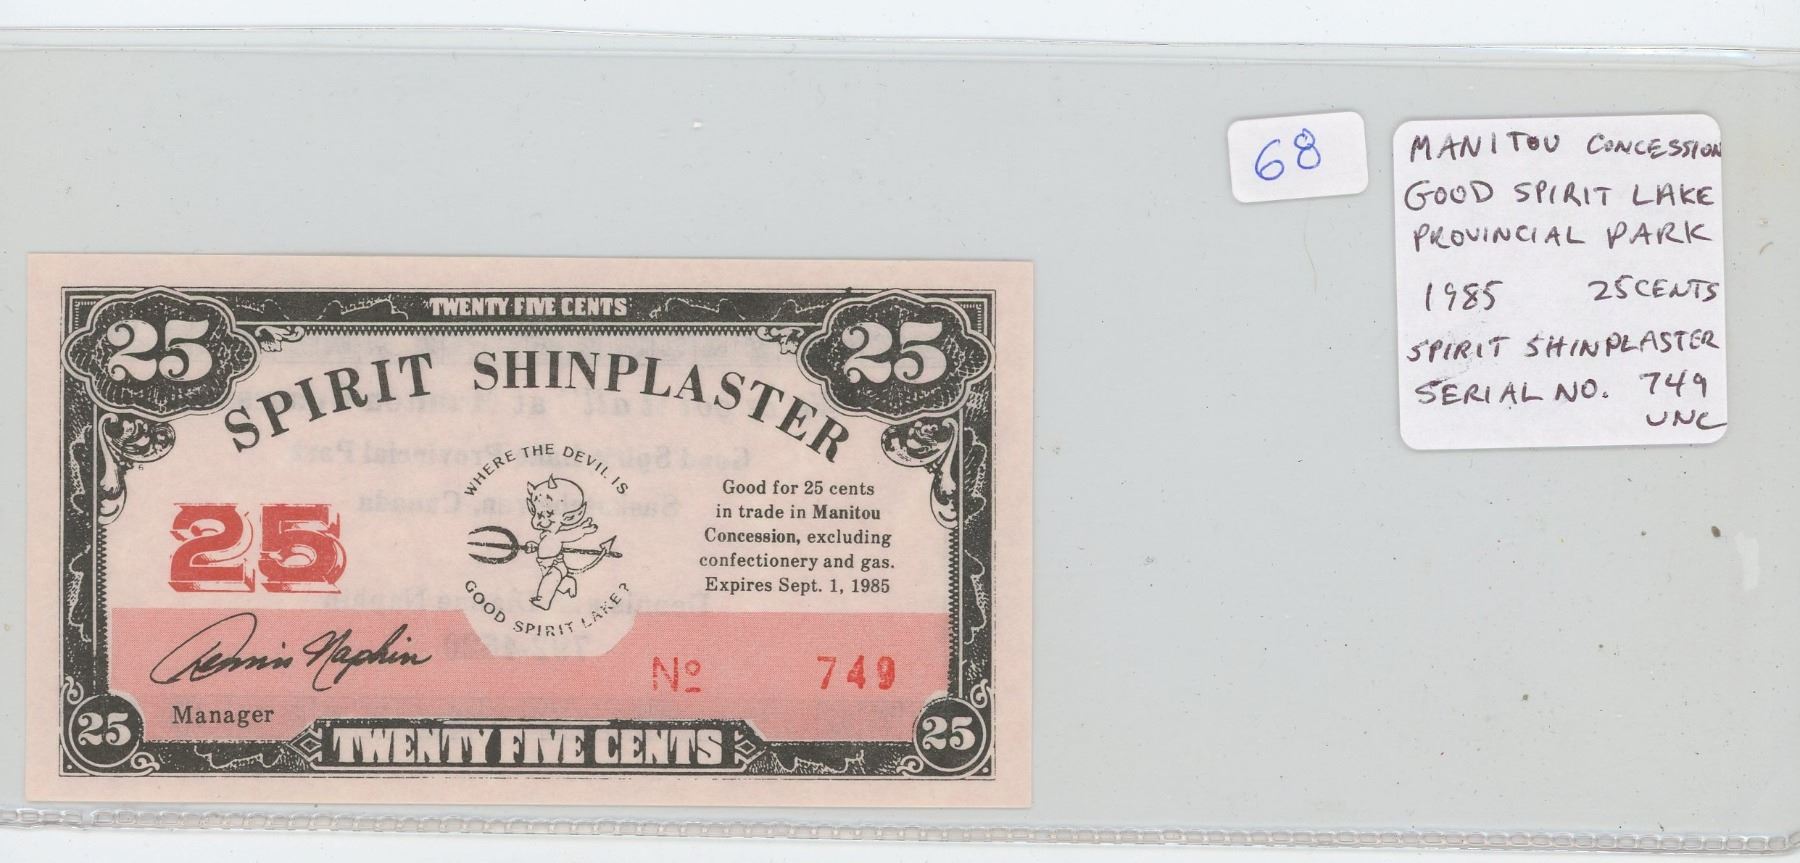 TWENTY FIVE CENTS
25 25
SPIRIT SHINPLASTER
WHERE THE DEVIL IS
GOOD SPIRIT LAKE?
Good for 25 cents
in trade in Manitou
Concession, excluding
confectionery and gas.
Expires Sept. 1, 1985
25
Dennis Napkin
Nº 749
Manager
25 25
TWENTY FIVE CENTS
68
MANITOU CONCESSION
GOOD SPIRIT LAKE
PROVINCIAL PARK
1985 25CENTS
SPIRIT SHINPLASTER
SERIAL NO. 749
UNC